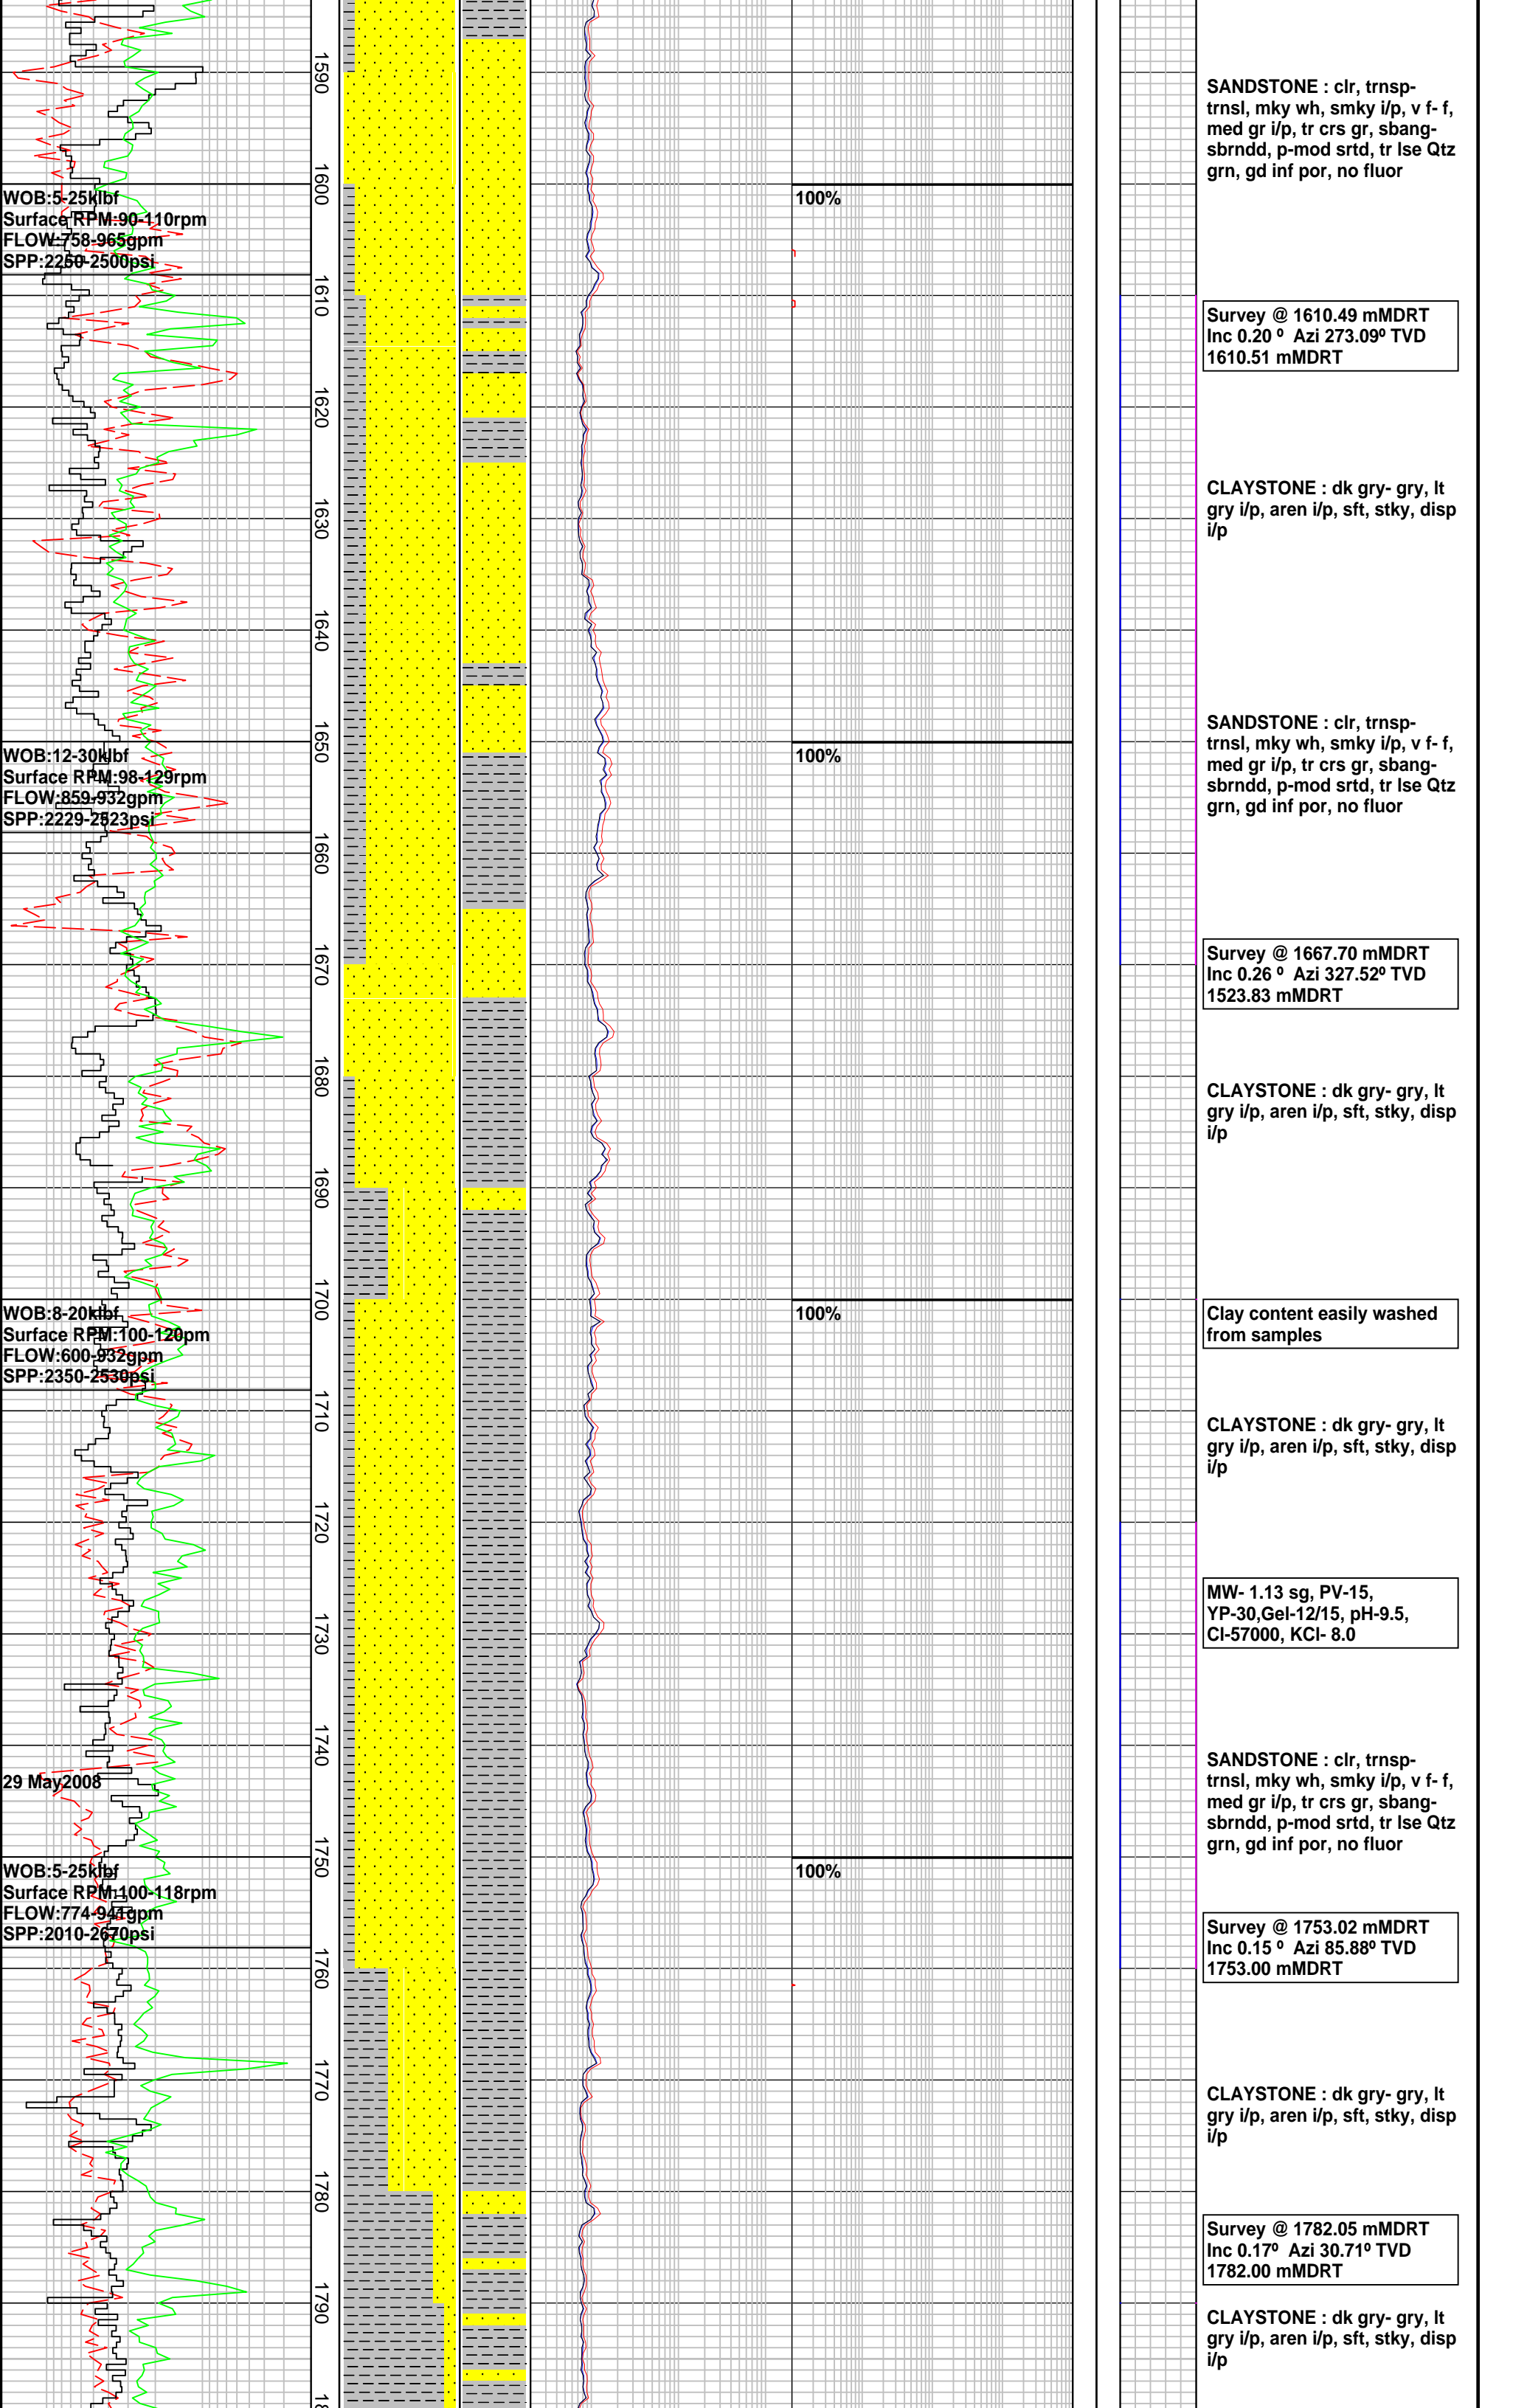 1590
SANDSTONE : clr, trnsp-
trnsl, mky wh, smky i/p, v f- f,
med gr i/p, tr crs gr, sbang-
sbrndd, p-mod srtd, tr lse Qtz
grn, gd inf por, no fluor
1600
WOB:5-25klbf
Surface RPM:90-110rpm
FLOW:758-965gpm
SPP:2250-2500psi
100%
1610
Survey @ 1610.49 mMDRT
Inc 0.20 º Azi 273.09º TVD
1610.51 mMDRT
1620
CLAYSTONE : dk gry- gry, lt
gry i/p, aren i/p, sft, stky, disp
i/p
1630
1640
SANDSTONE : clr, trnsp-
trnsl, mky wh, smky i/p, v f- f,
med gr i/p, tr crs gr, sbang-
sbrndd, p-mod srtd, tr lse Qtz
grn, gd inf por, no fluor
1650
WOB:12-30klbf
Surface RPM:98-129rpm
FLOW:859-932gpm
SPP:2229-2523psi
100%
1660
1670
Survey @ 1667.70 mMDRT
Inc 0.26 º Azi 327.52º TVD
1523.83 mMDRT
1680
CLAYSTONE : dk gry- gry, lt
gry i/p, aren i/p, sft, stky, disp
i/p
1690
1700
WOB:8-20klbf
Surface RPM:100-120pm
FLOW:600-932gpm
SPP:2350-2530psi
100%
Clay content easily washed
from samples
1710
CLAYSTONE : dk gry- gry, lt
gry i/p, aren i/p, sft, stky, disp
i/p
1720
MW- 1.13 sg, PV-15,
YP-30,Gel-12/15, pH-9.5,
Cl-57000, KCl- 8.0
1730
1740
29 May2008
SANDSTONE : clr, trnsp-
trnsl, mky wh, smky i/p, v f- f,
med gr i/p, tr crs gr, sbang-
sbrndd, p-mod srtd, tr lse Qtz
grn, gd inf por, no fluor
1750
WOB:5-25klbf
Surface RPM:100-118rpm
FLOW:774-941gpm
SPP:2010-2670psi
100%
Survey @ 1753.02 mMDRT
Inc 0.15 º Azi 85.88º TVD
1753.00 mMDRT
1760
1770
CLAYSTONE : dk gry- gry, lt
gry i/p, aren i/p, sft, stky, disp
i/p
1780
Survey @ 1782.05 mMDRT
Inc 0.17º Azi 30.71º TVD
1782.00 mMDRT
1790
CLAYSTONE : dk gry- gry, lt
gry i/p, aren i/p, sft, stky, disp
i/p